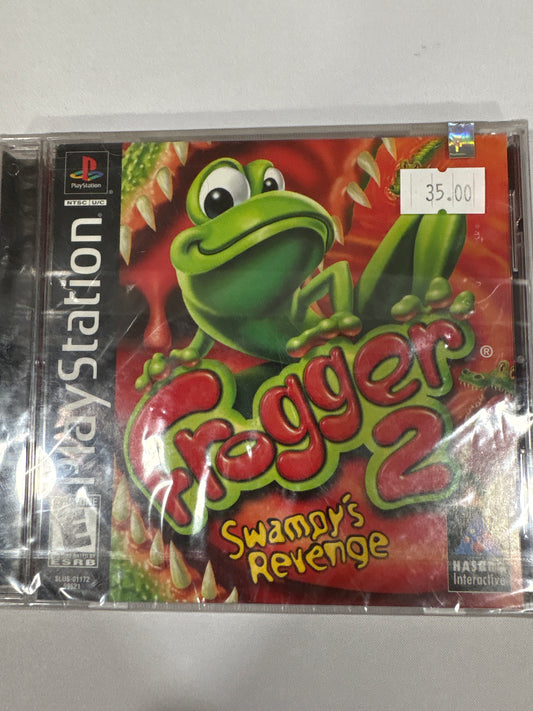 PlayStation
NTSC U/C
PlayStation
35.00
Frogger 2
Swampy's
Revenge
E
ESRB
SLUS-01172
HASBRO
Interactive